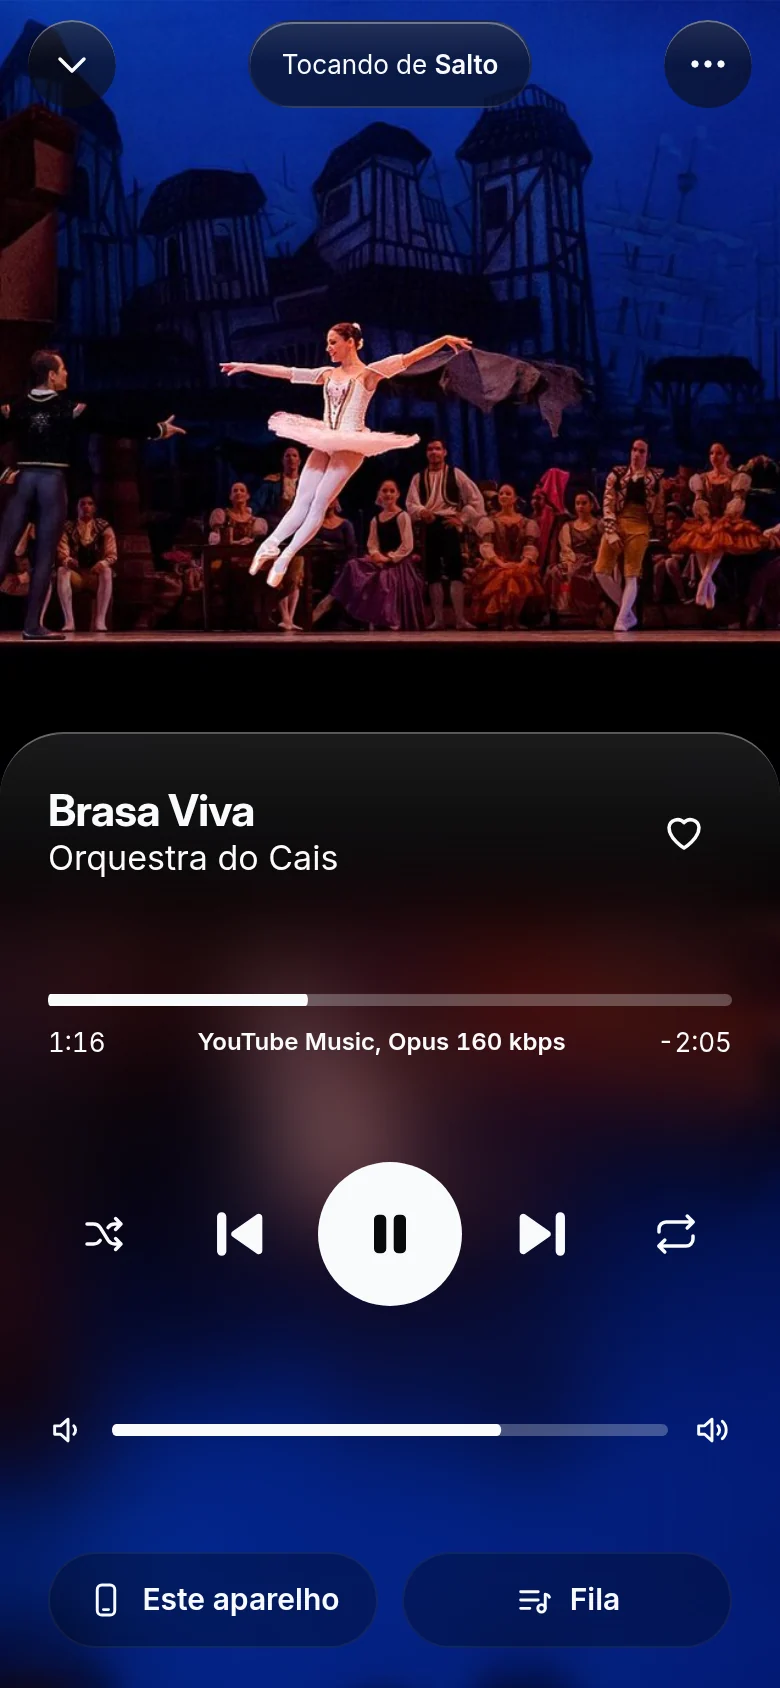 Tocando de Salto
Brasa Viva
Orquestra do Cais
1:16
YouTube Music, Opus 160 kbps
-2:05
Este aparelho
Fila